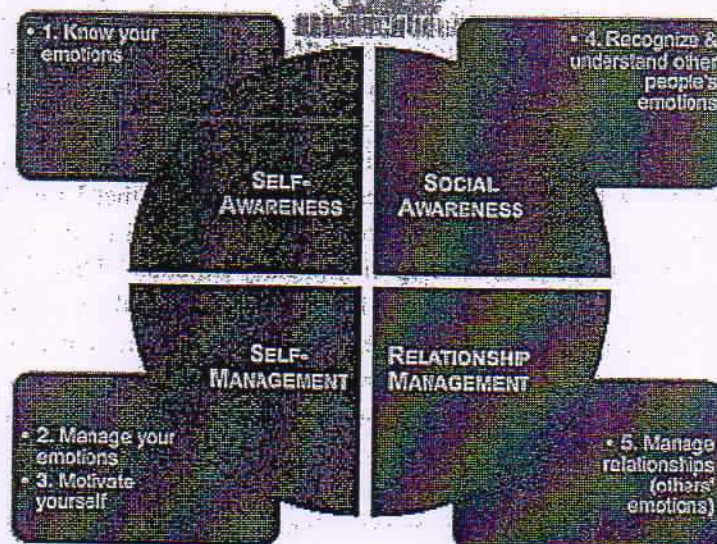 • 1. Know your
emotions
• 4. Recognize &
understand other
people's
emotions
SELF-
AWARENESS
SOCIAL
AWARENESS
SELF-
MANAGEMENT
RELATIONSHIP
MANAGEMENT
• 2. Manage your
emotions
• 3. Motivate
yourself
• 5. Manage
relationships
(others'
emotions)